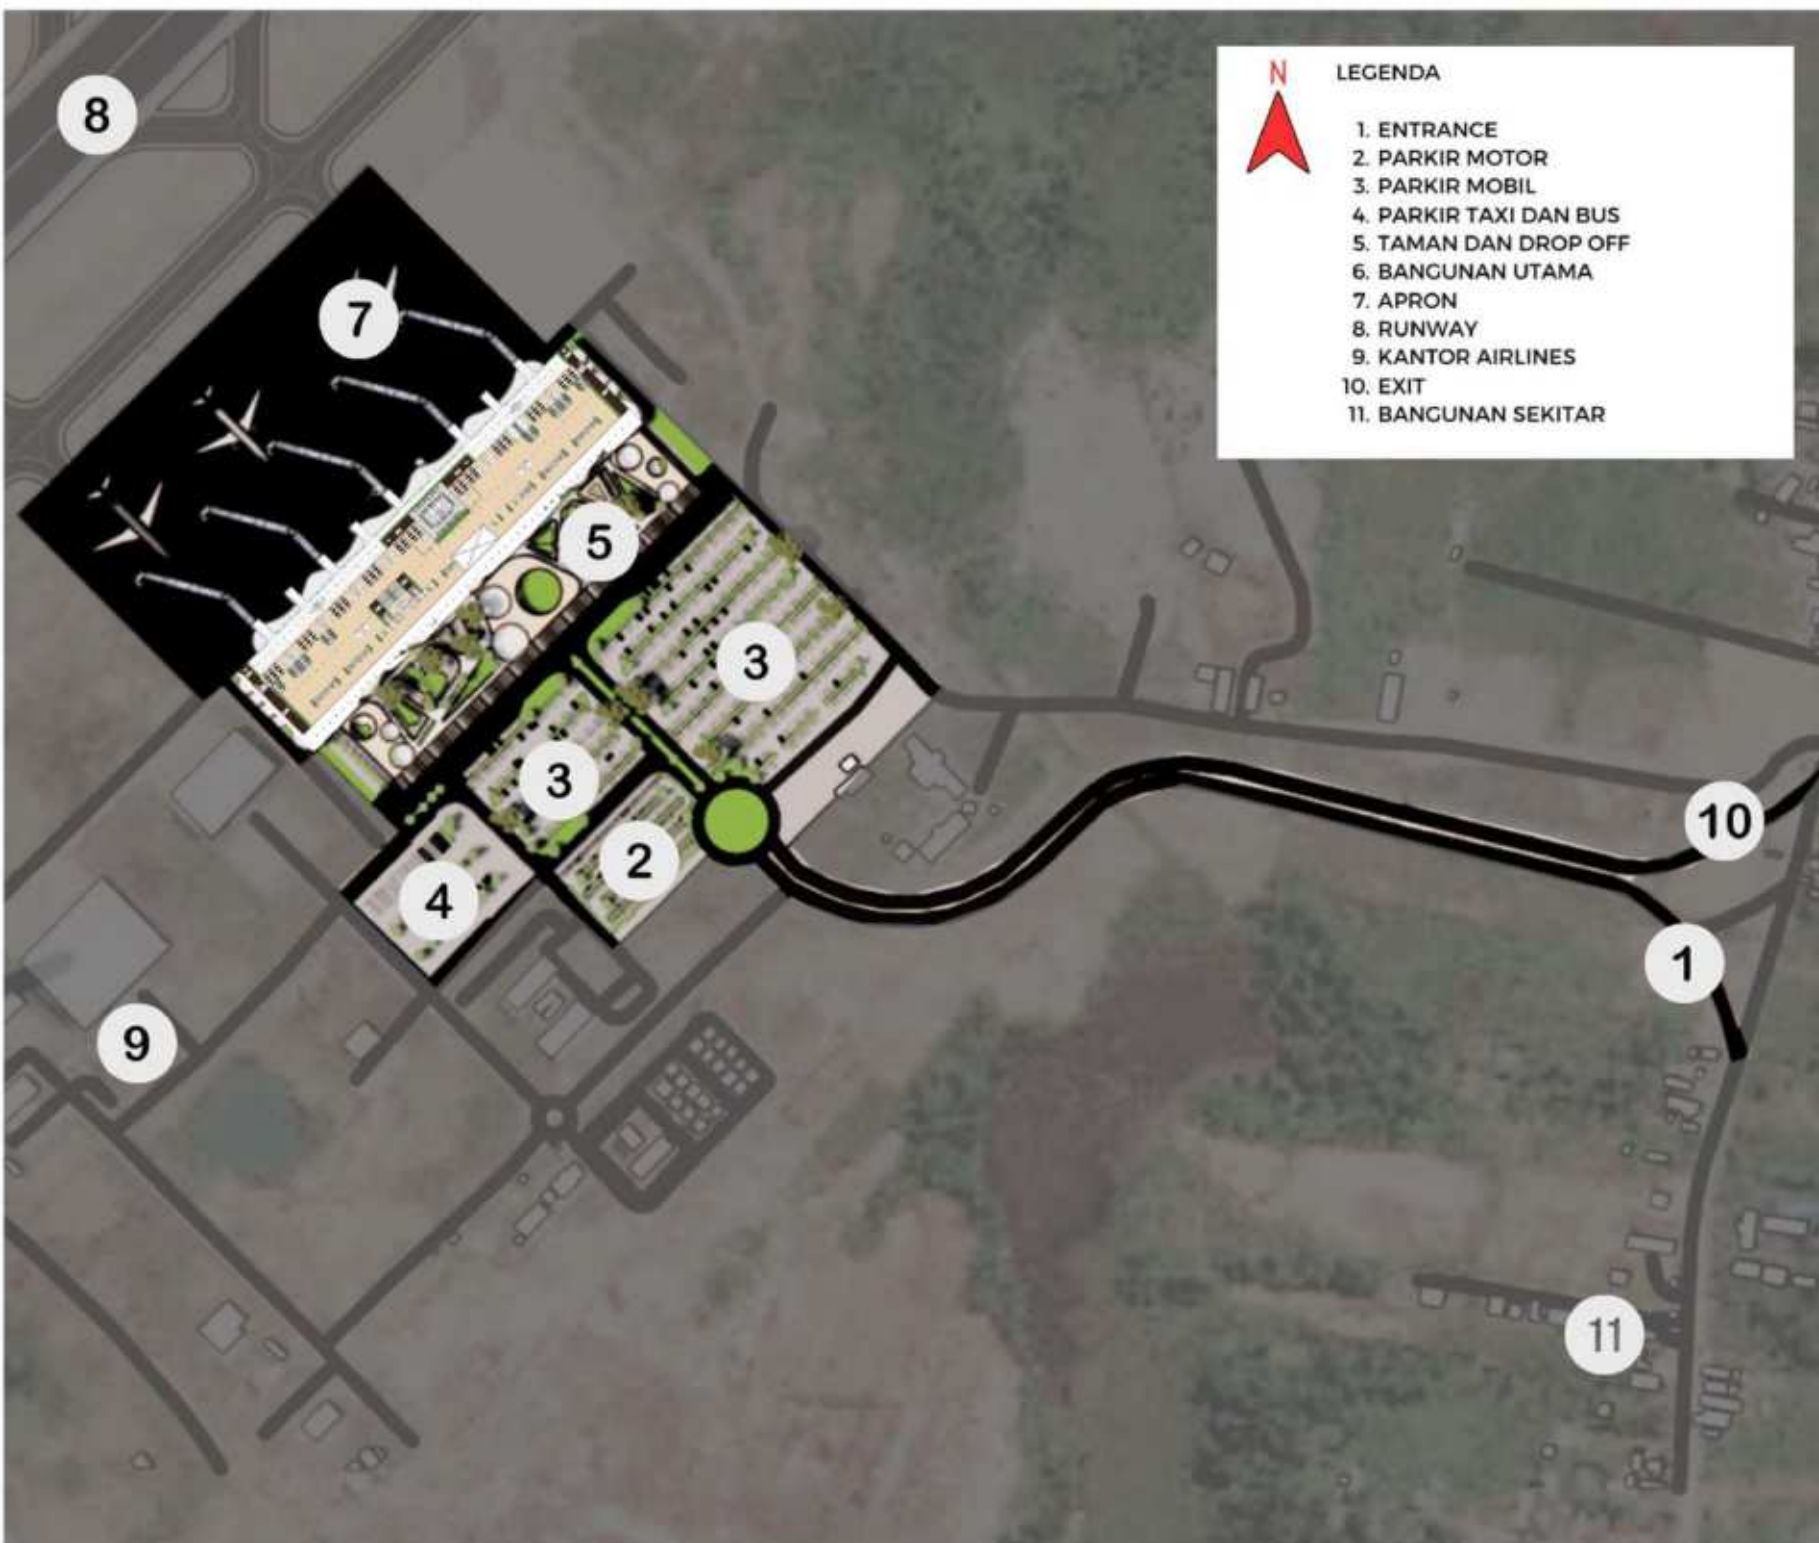 8
N
LEGENDA
1. ENTRANCE
2. PARKIR MOTOR
3. PARKIR MOBIL
4. PARKIR TAXI DAN BUS
5. TAMAN DAN DROP OFF
6. BANGUNAN UTAMA
7. APRON
8. RUNWAY
9. KANTOR AIRLINES
10. EXIT
11. BANGUNAN SEKITAR
7
5
3
3
10
2
4
1
9
11